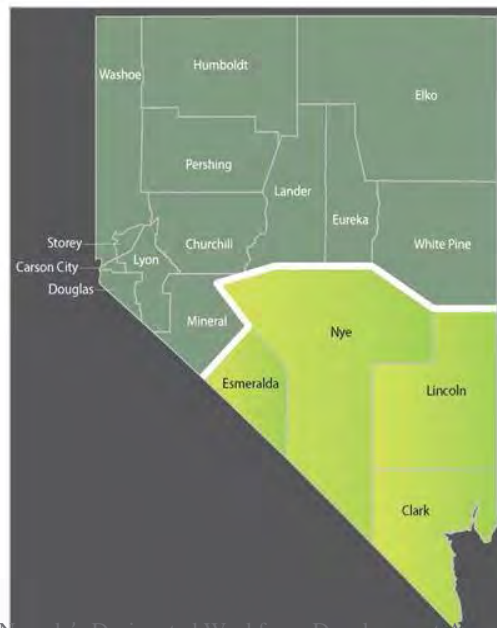 Washoe
Humboldt
Elko
Pershing
Lander
Eureka
White Pine
Storey
Carson City
Douglas
Lyon
Churchill
Mineral
Nye
Esmeralda
Lincoln
Clark